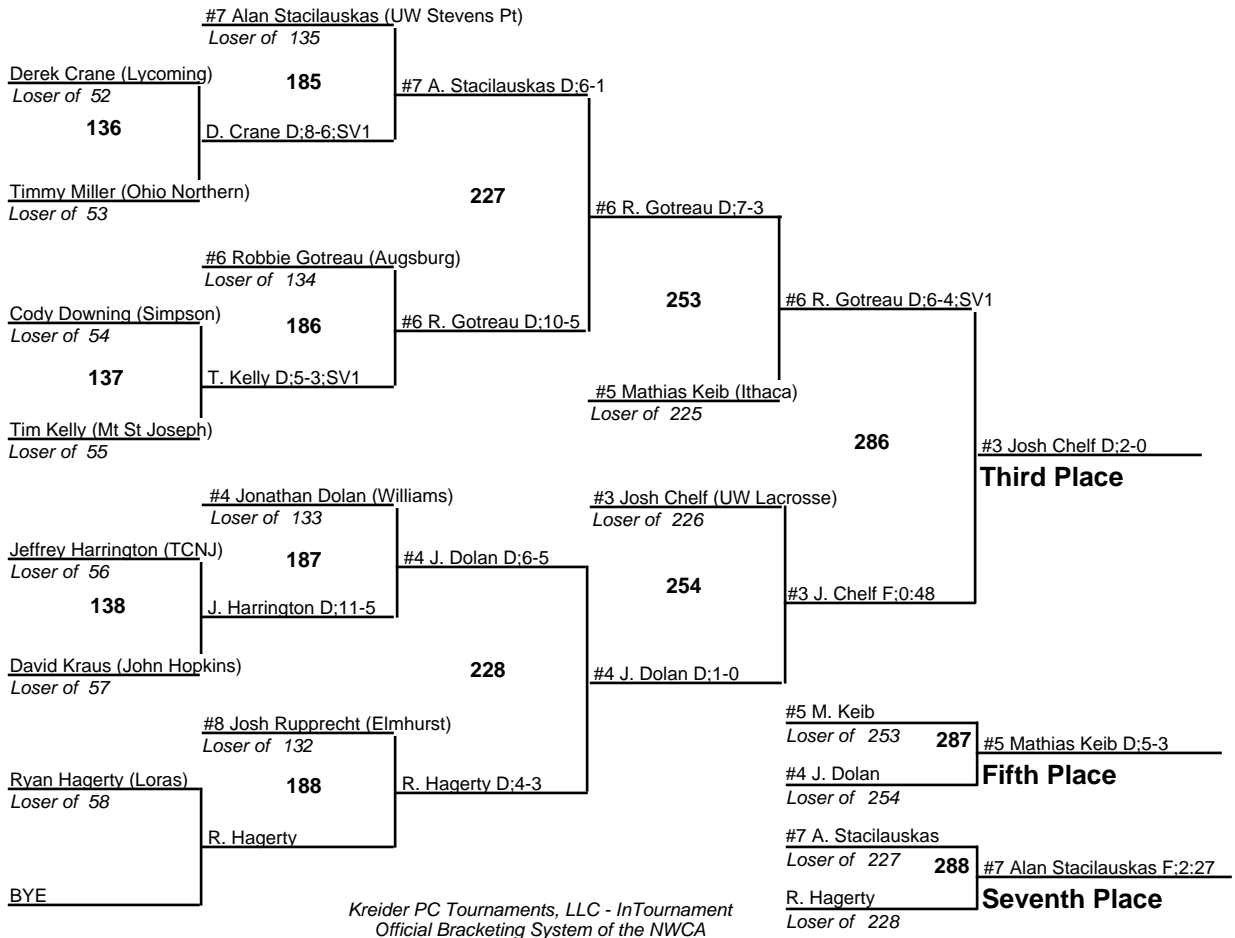 #7 Alan Stacilauskas (UW Stevens Pt)
Loser of 135
Derek Crane (Lycoming)
Loser of 52
185
#7 A. Stacilauskas D;6-1
136
D. Crane D;8-6;SV1
Timmy Miller (Ohio Northern)
Loser of 53
227
#6 R. Gotreau D;7-3
#6 Robbie Gotreau (Augsburg)
Loser of 134
Cody Downing (Simpson)
Loser of 54
186
#6 R. Gotreau D;10-5
253
#6 R. Gotreau D;6-4;SV1
137
T. Kelly D;5-3;SV1
#5 Mathias Keib (Ithaca)
Loser of 225
Tim Kelly (Mt St Joseph)
Loser of 55
286
#3 Josh Chelf D;2-0
Third Place
#4 Jonathan Dolan (Williams)
Loser of 133
#3 Josh Chelf (UW Lacrosse)
Loser of 226
Jeffrey Harrington (TCNJ)
Loser of 56
187
#4 J. Dolan D;6-5
254
#3 J. Chelf F;0:48
138
J. Harrington D;11-5
David Kraus (John Hopkins)
Loser of 57
228
#4 J. Dolan D;1-0
#8 Josh Rupprecht (Elmhurst)
Loser of 132
#5 M. Keib
Loser of 253
287
#5 Mathias Keib D;5-3
Fifth Place
#4 J. Dolan
Loser of 254
Ryan Hagerty (Loras)
Loser of 58
188
R. Hagerty D;4-3
R. Hagerty
BYE
#7 A. Stacilauskas
Loser of 227
288
#7 Alan Stacilauskas F;2:27
Seventh Place
R. Hagerty
Loser of 228
Kreider PC Tournaments, LLC - InTournament
Official Bracketing System of the NWCA